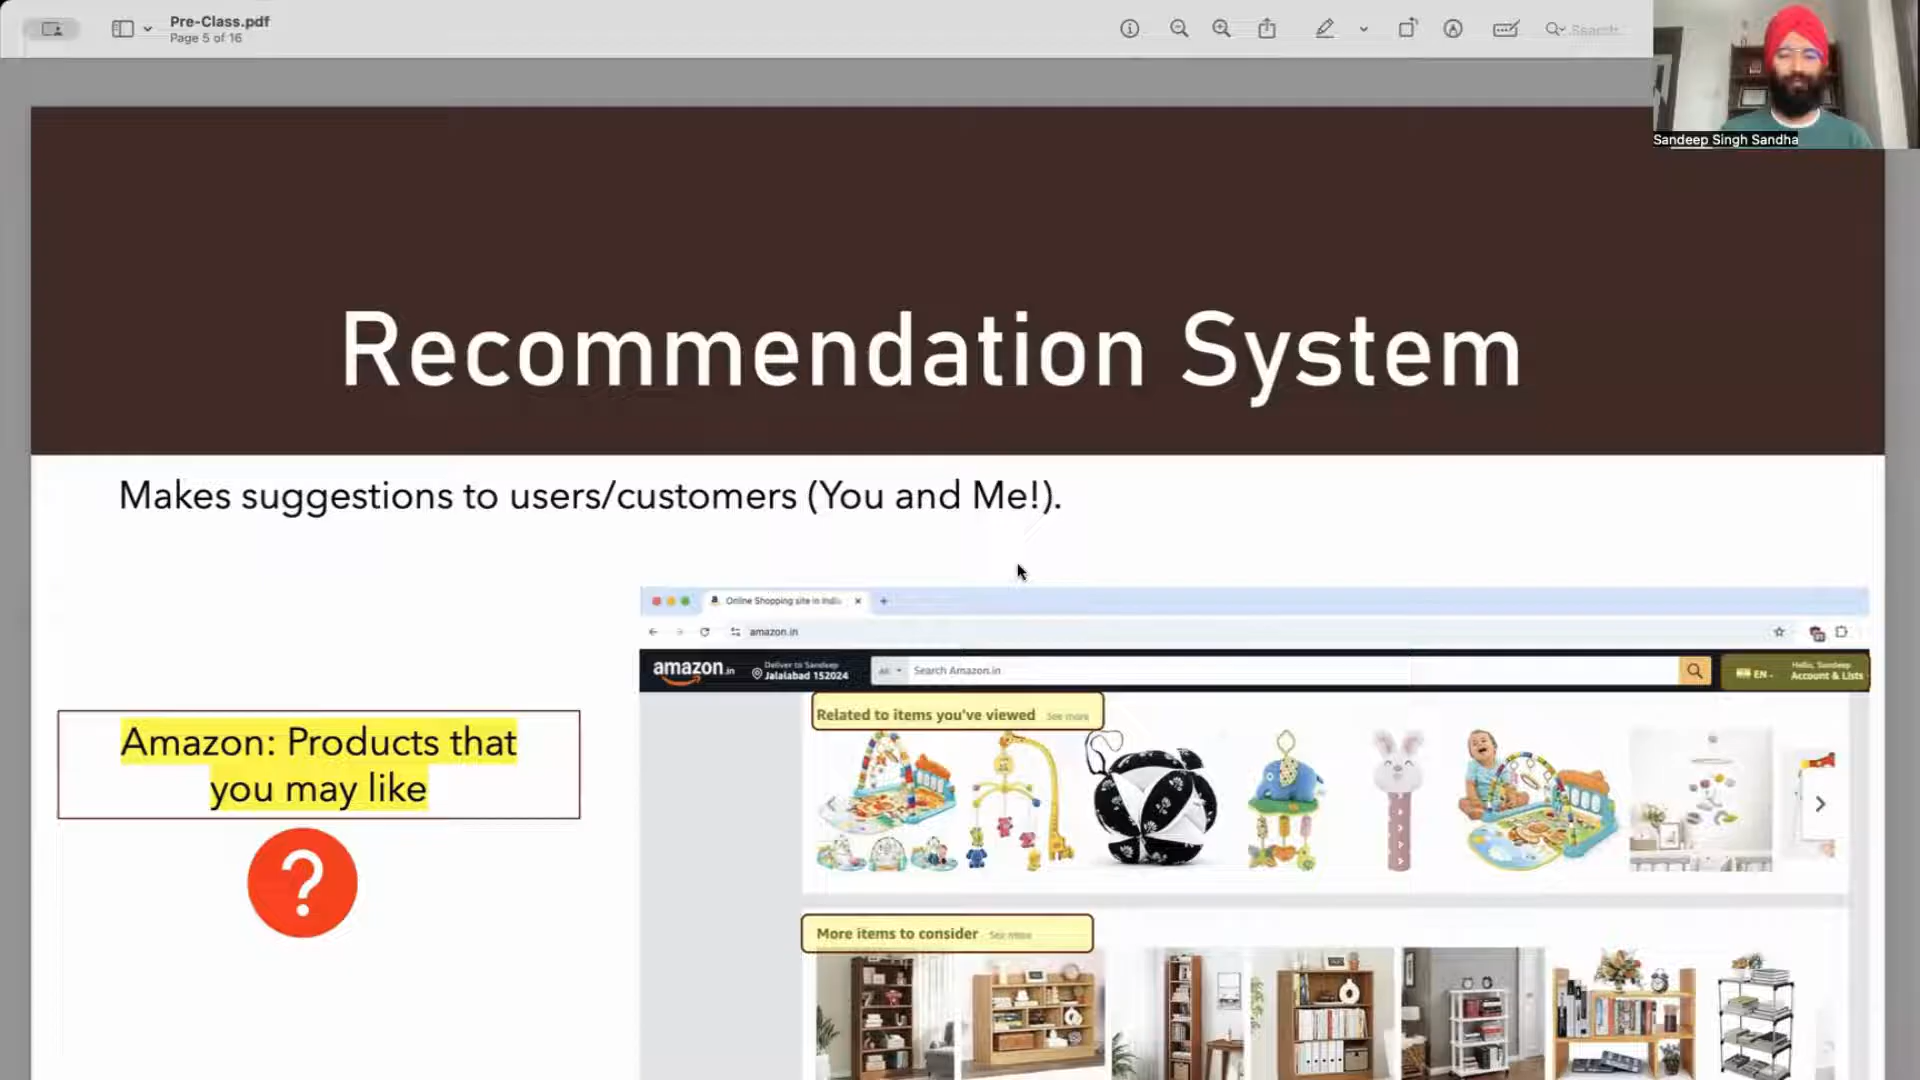 Pre-Class.pdf
Page 5 of 16
Search
Sandeep Singh Sandha
Recommendation System
Makes suggestions to users/customers (You and Me!).
Amazon: Products that
you may like
?
Online Shopping site in India
amazon.in
amazon.in
Deliver to Sandeep
Jalalabad 152024
All
Search Amazon.in
EN
Hello, Sandeep
Account & Lists
Related to items you've viewed See more
More items to consider See more